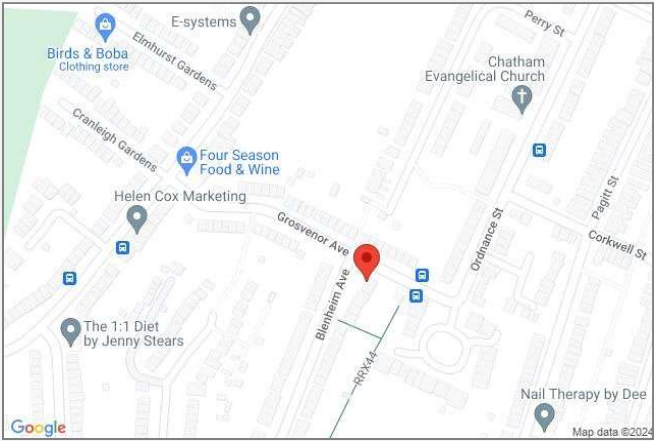 E-systems
Perry St
Birds & Boba
Clothing store
Elmhurst Gardens
Chatham
Evangelical Church
Cranleigh Gardens
Four Season
Food & Wine
Pagitt St
Helen Cox Marketing
Grosvenor Ave
Ordnance St
Corkwell St
Blenheim Ave
The 1:1 Diet
by Jenny Stears
RRX44
Nail Therapy by Dee
Google
Map data ©2024